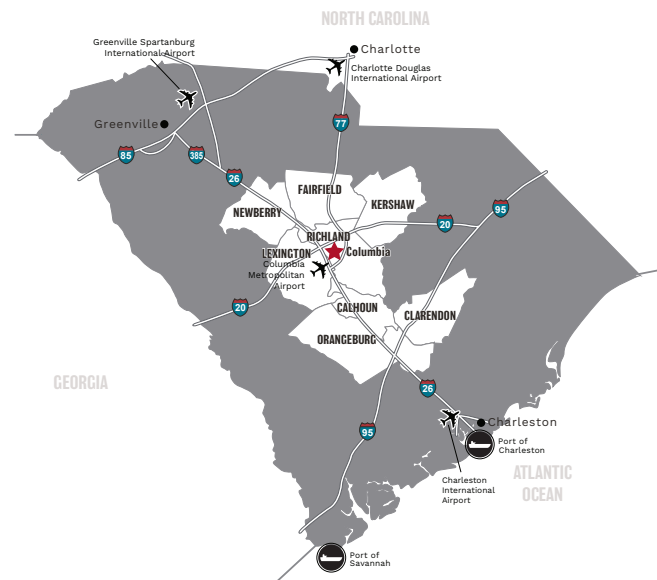 NORTH CAROLINA
Greenville Spartanburg
International Airport
Charlotte
Charlotte Douglas
International Airport
Greenville
77
85
385
26
FAIRFIELD
KERSHAW
NEWBERRY
95
20
RICHLAND
LEXINGTON
Columbia
Columbia
Metropolitan
Airport
20
CALHOUN
CLARENDON
ORANGEBURG
GEORGIA
26
95
Charleston
Port of
Charleston
Charleston
International
Airport
ATLANTIC
OCEAN
Port of
Savannah